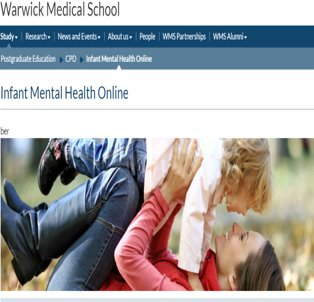 Warwick Medical School
Study Research News and Events About us People WMS Partnerships WMS Alumni
Postgraduate Education CPD Infant Mental Health Online
Infant Mental Health Online
ber